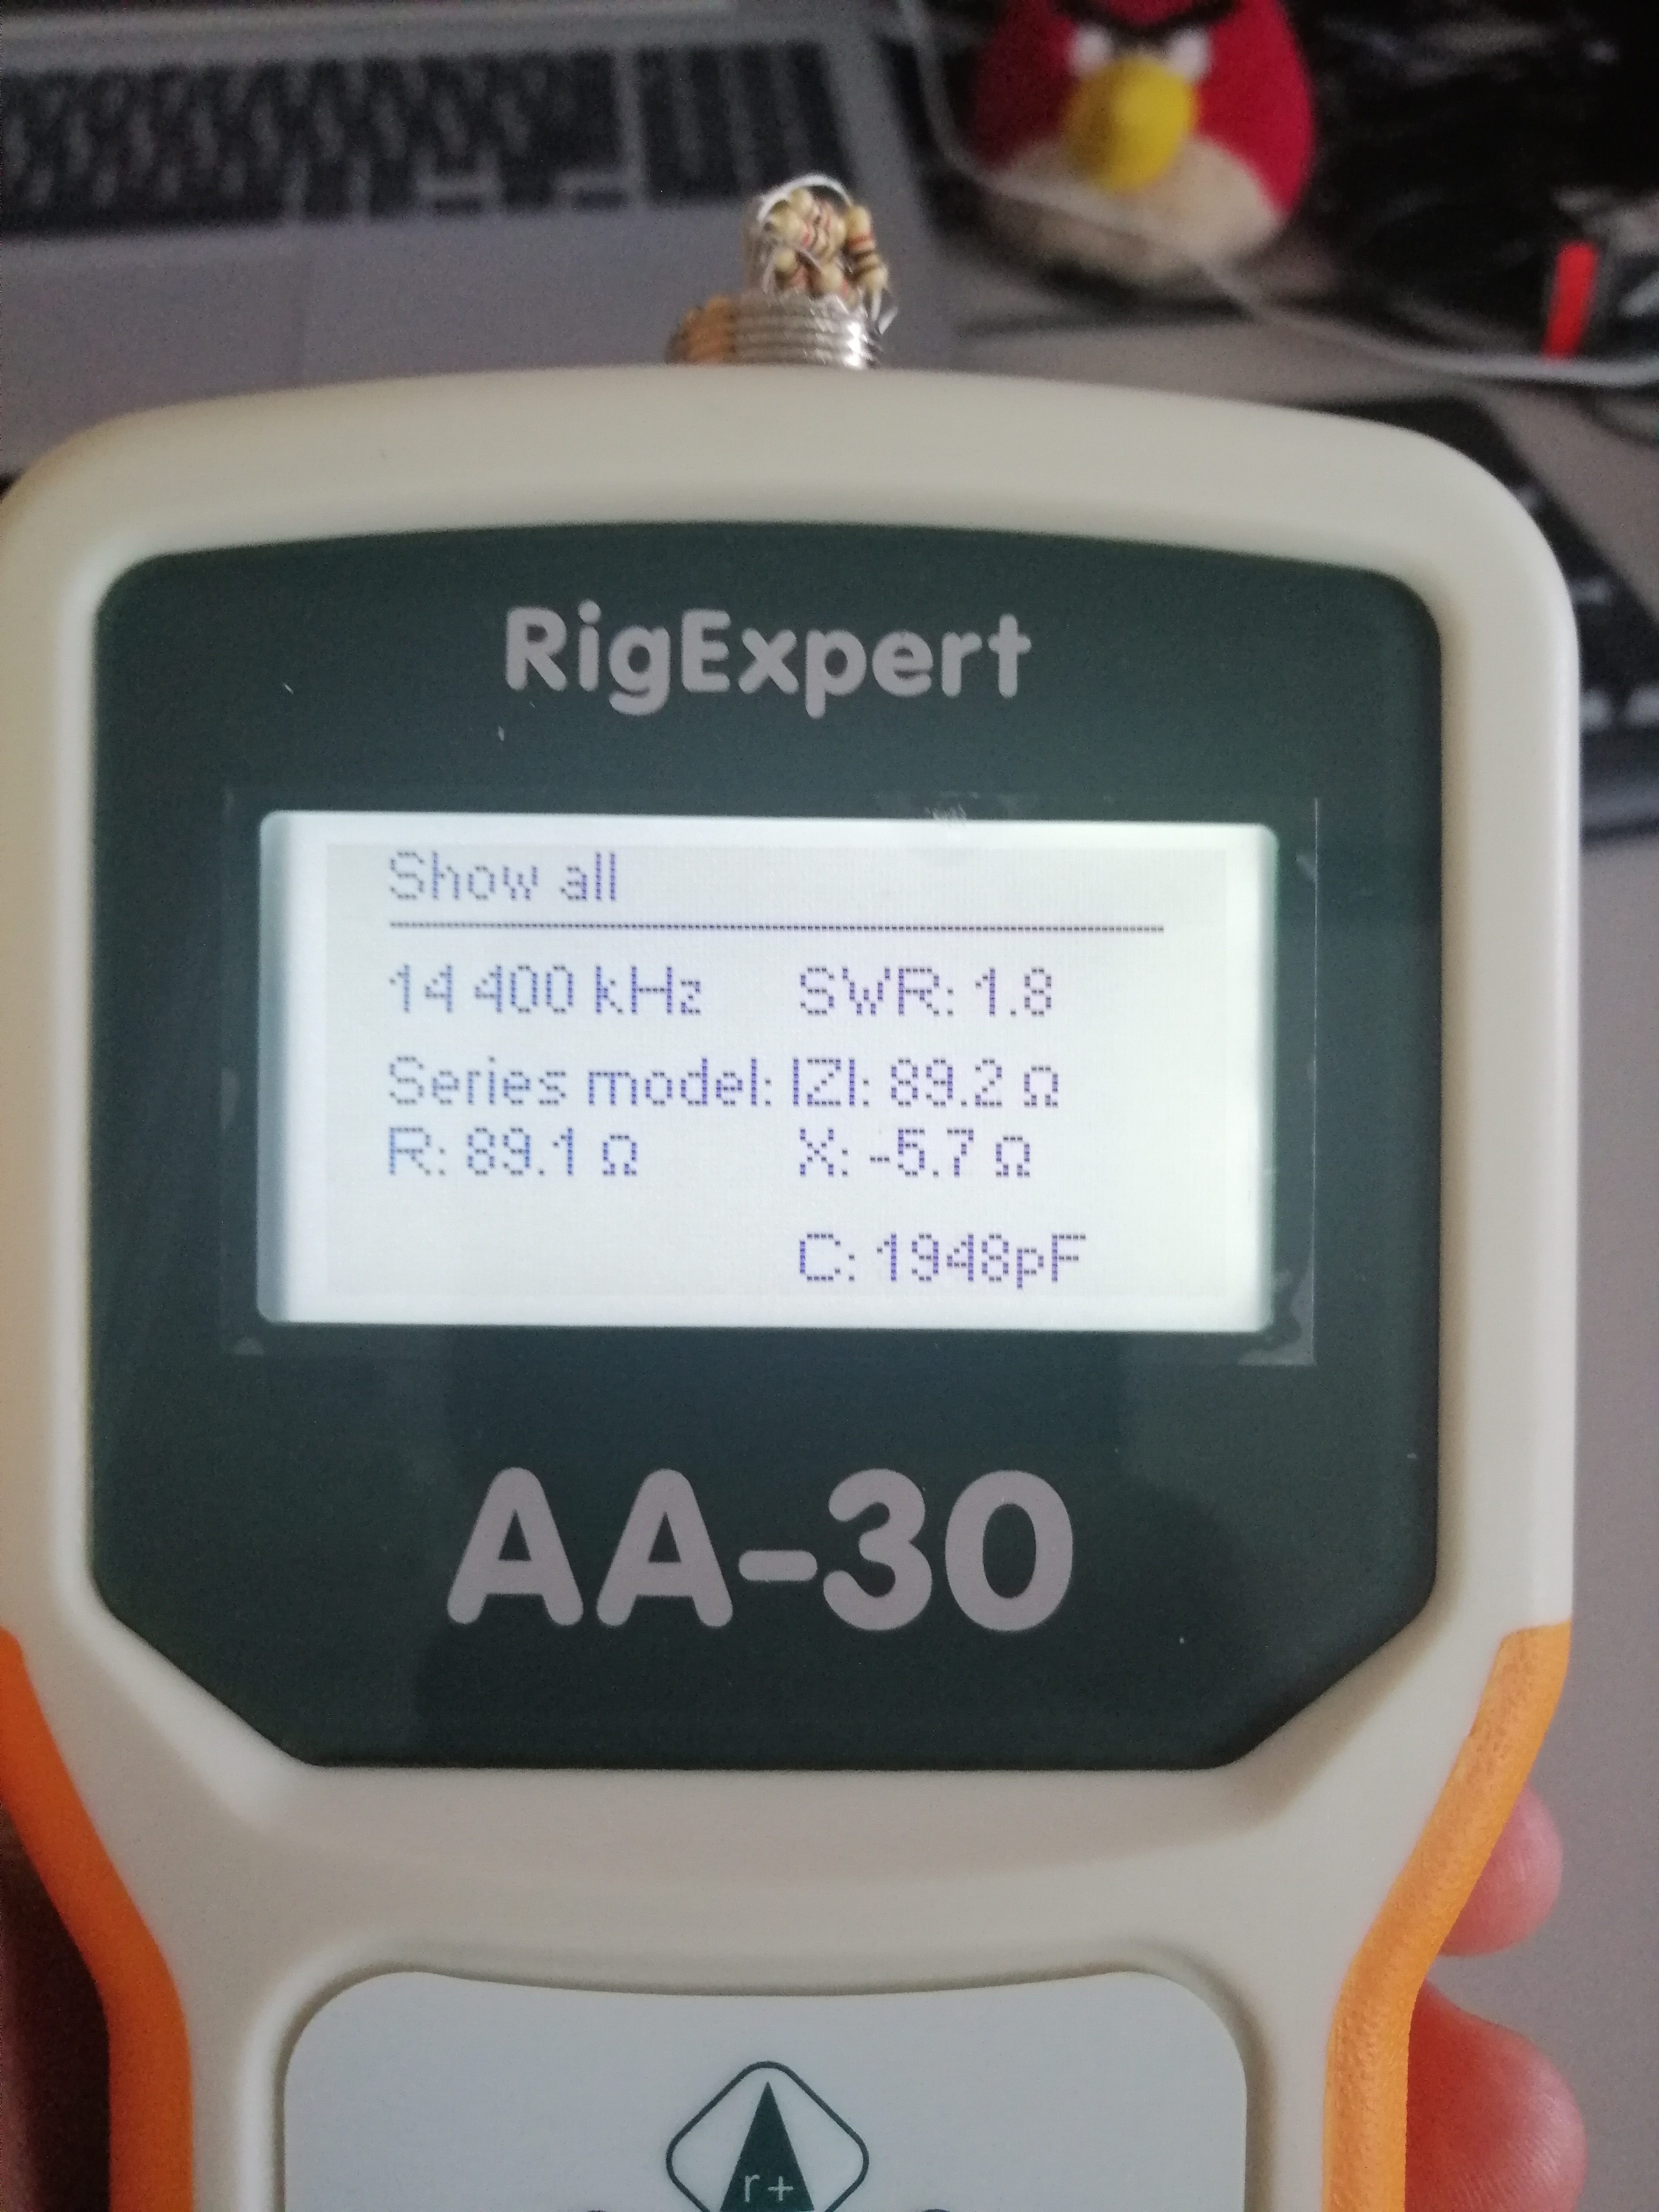 RigExpert
Show all
14 400 kHz SWR: 1.8
Series model: |Z|: 89.2 Ω
R: 89.1 Ω X: -5.7 Ω
C: 1948pF
AA-30
r+